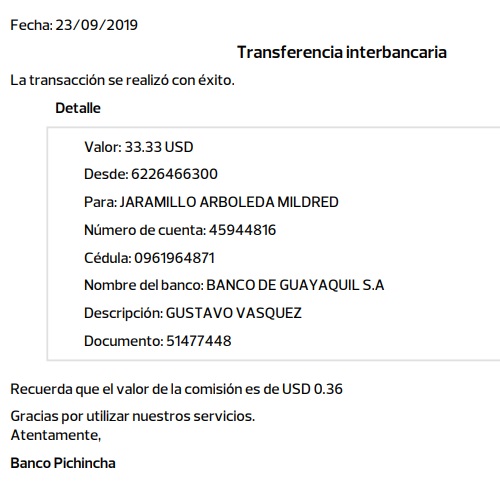 Fecha: 23/09/2019
Transferencia interbancaria
La transacción se realizó con éxito.
Detalle
Valor: 33.33 USD
Desde: 6226466300
Para: JARAMILLO ARBOLEDA MILDRED
Número de cuenta: 45944816
Cédula: 0961964871
Nombre del banco: BANCO DE GUAYAQUIL S.A
Descripción: GUSTAVO VASQUEZ
Documento: 51477448
Recuerda que el valor de la comisión es de USD 0.36
Gracias por utilizar nuestros servicios.
Atentamente,
Banco Pichincha